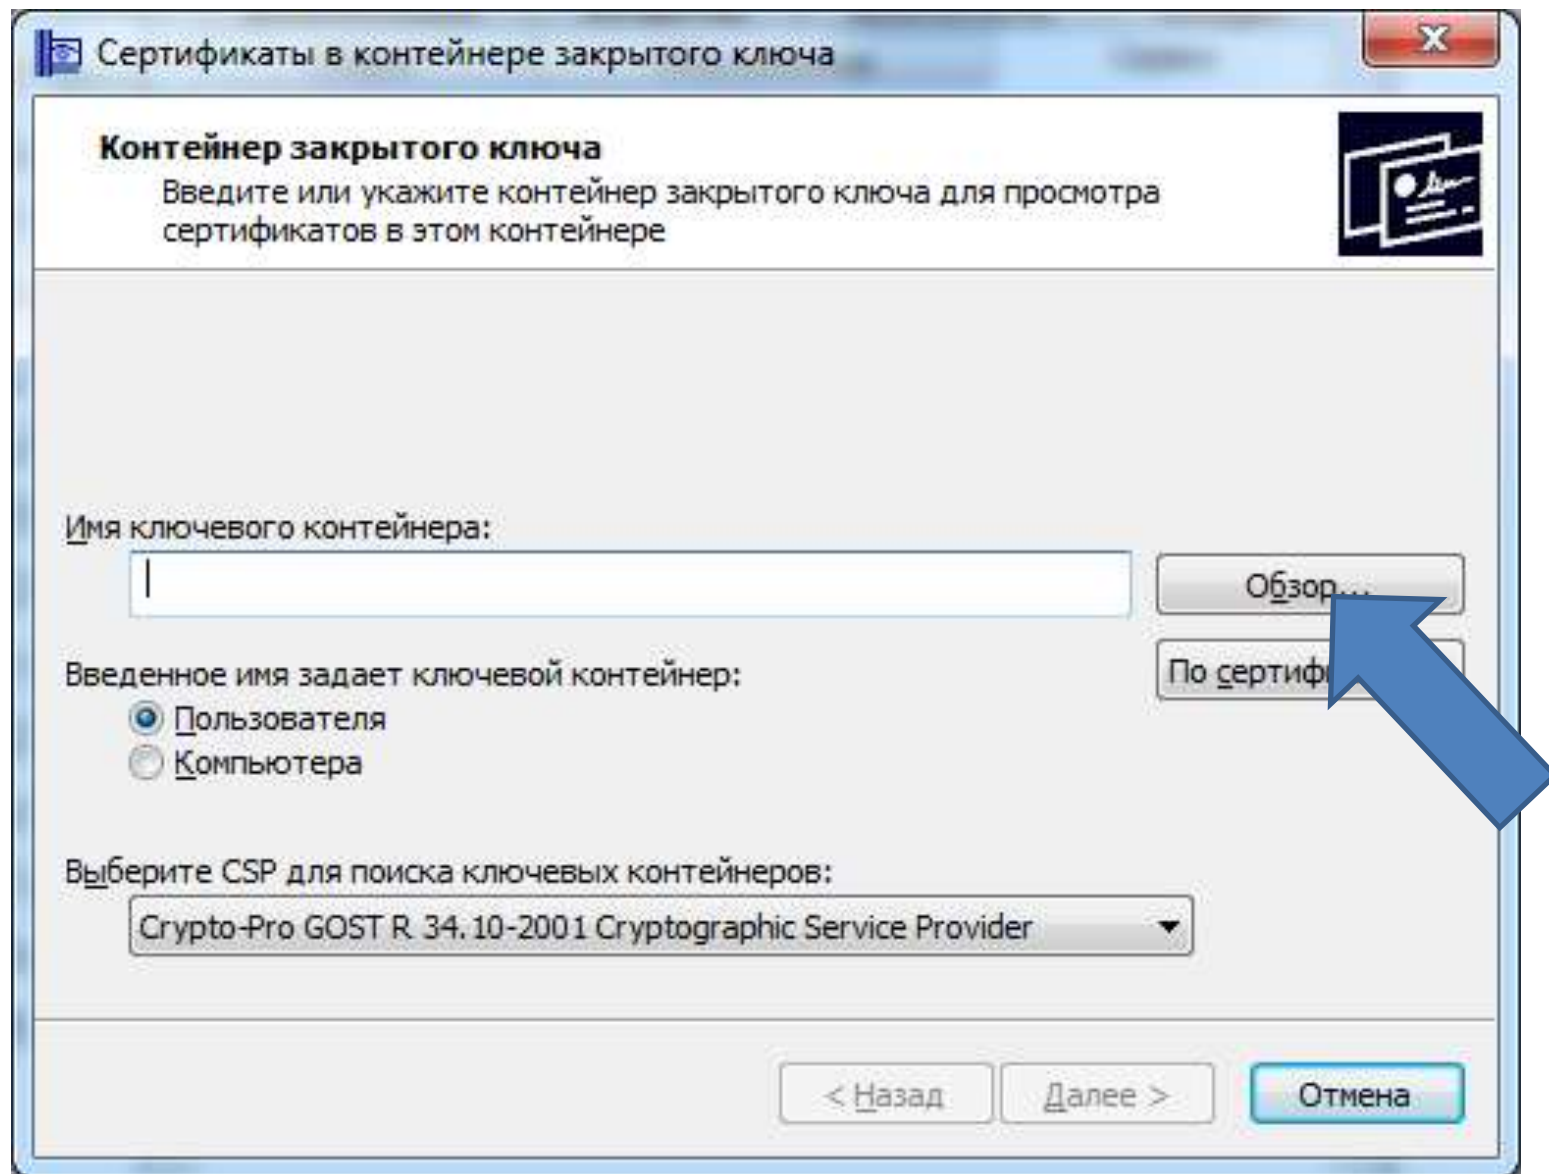 Сертификаты в контейнере закрытого ключа
Контейнер закрытого ключа
Введите или укажите контейнер закрытого ключа для просмотра
сертификатов в этом контейнере
Имя ключевого контейнера:
Обзор...
Введенное имя задает ключевой контейнер:
По
Пользователя
Компьютера
Выберите CSP для поиска ключевых контейнеров:
Crypto-Pro GOST R 34.10-2001 Cryptographic Service Provider
< Назад
Далее >
Отмена